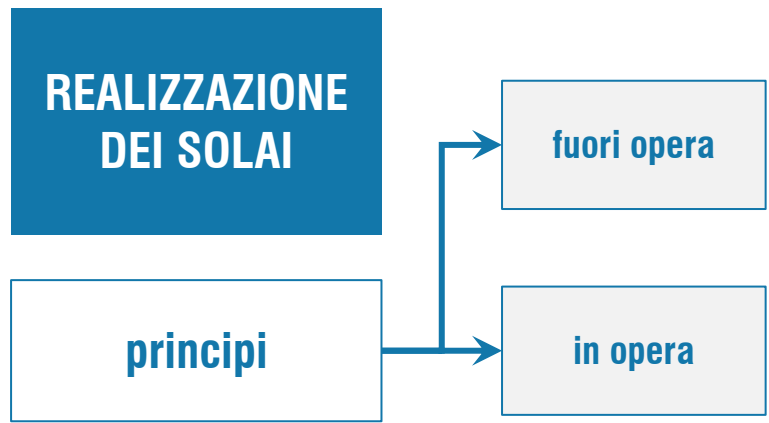 REALIZZAZIONE
DEI SOLAI
fuori opera
principi
in opera